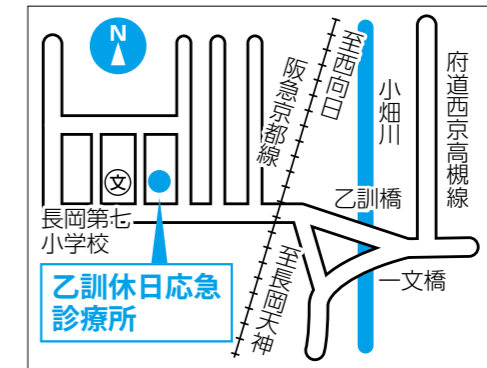 N
至西向日
阪急京都線
小畑川
府道西京高槻線
文
乙訓橋
長岡第七
小学校
一文橋
至長岡天神
乙訓休日応急
診療所